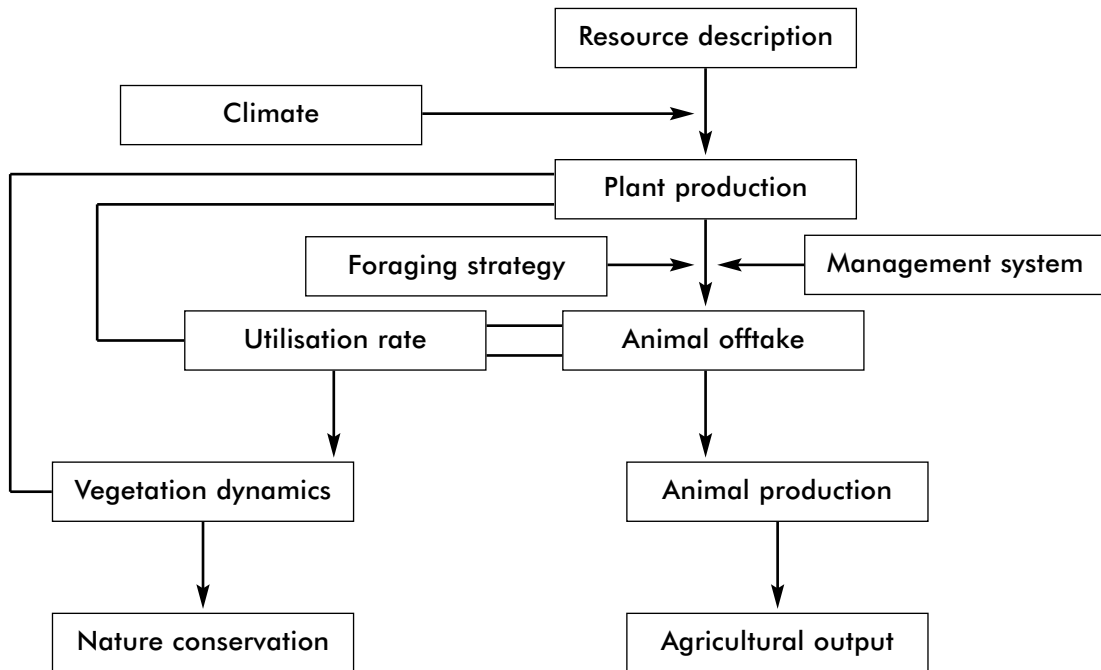 Resource description
Climate
Plant production
Foraging strategy
Management system
Utilisation rate
Animal offtake
Vegetation dynamics
Animal production
Nature conservation
Agricultural output